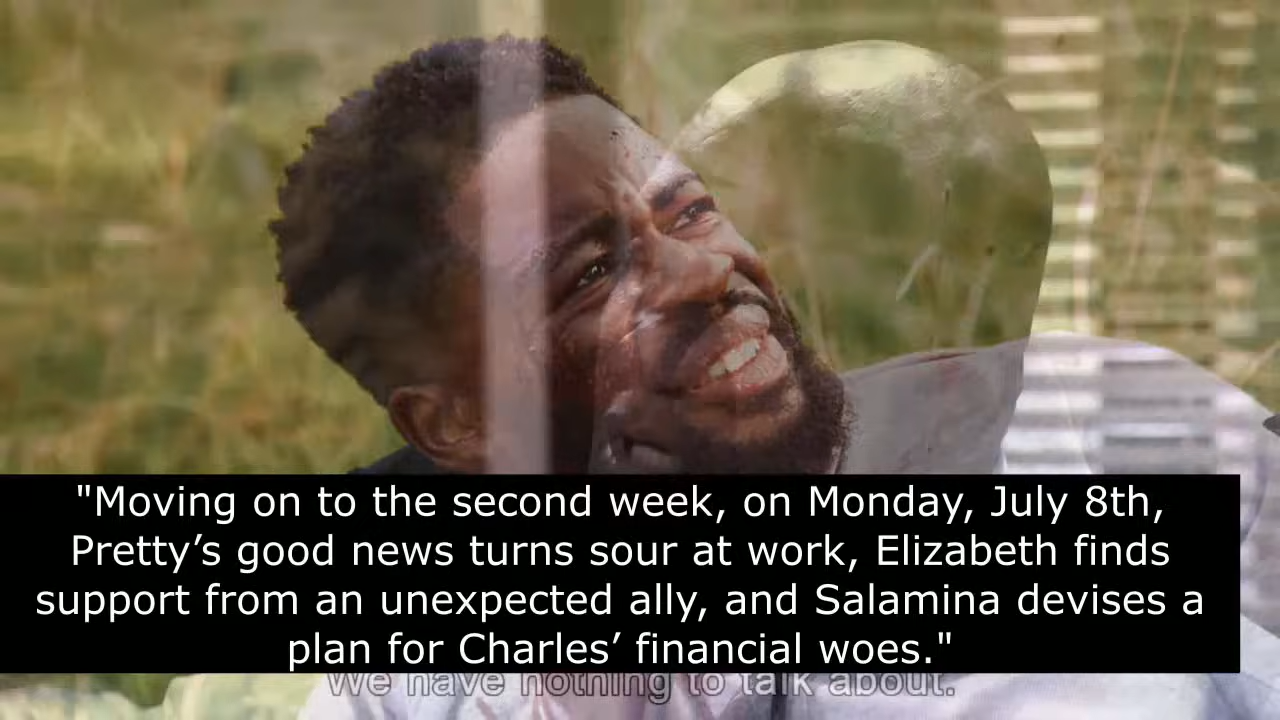 "Moving on to the second week, on Monday, July 8th,
Pretty’s good news turns sour at work, Elizabeth finds
support from an unexpected ally, and Salamina devises a
plan for Charles’ financial woes."
We have nothing to talk about.